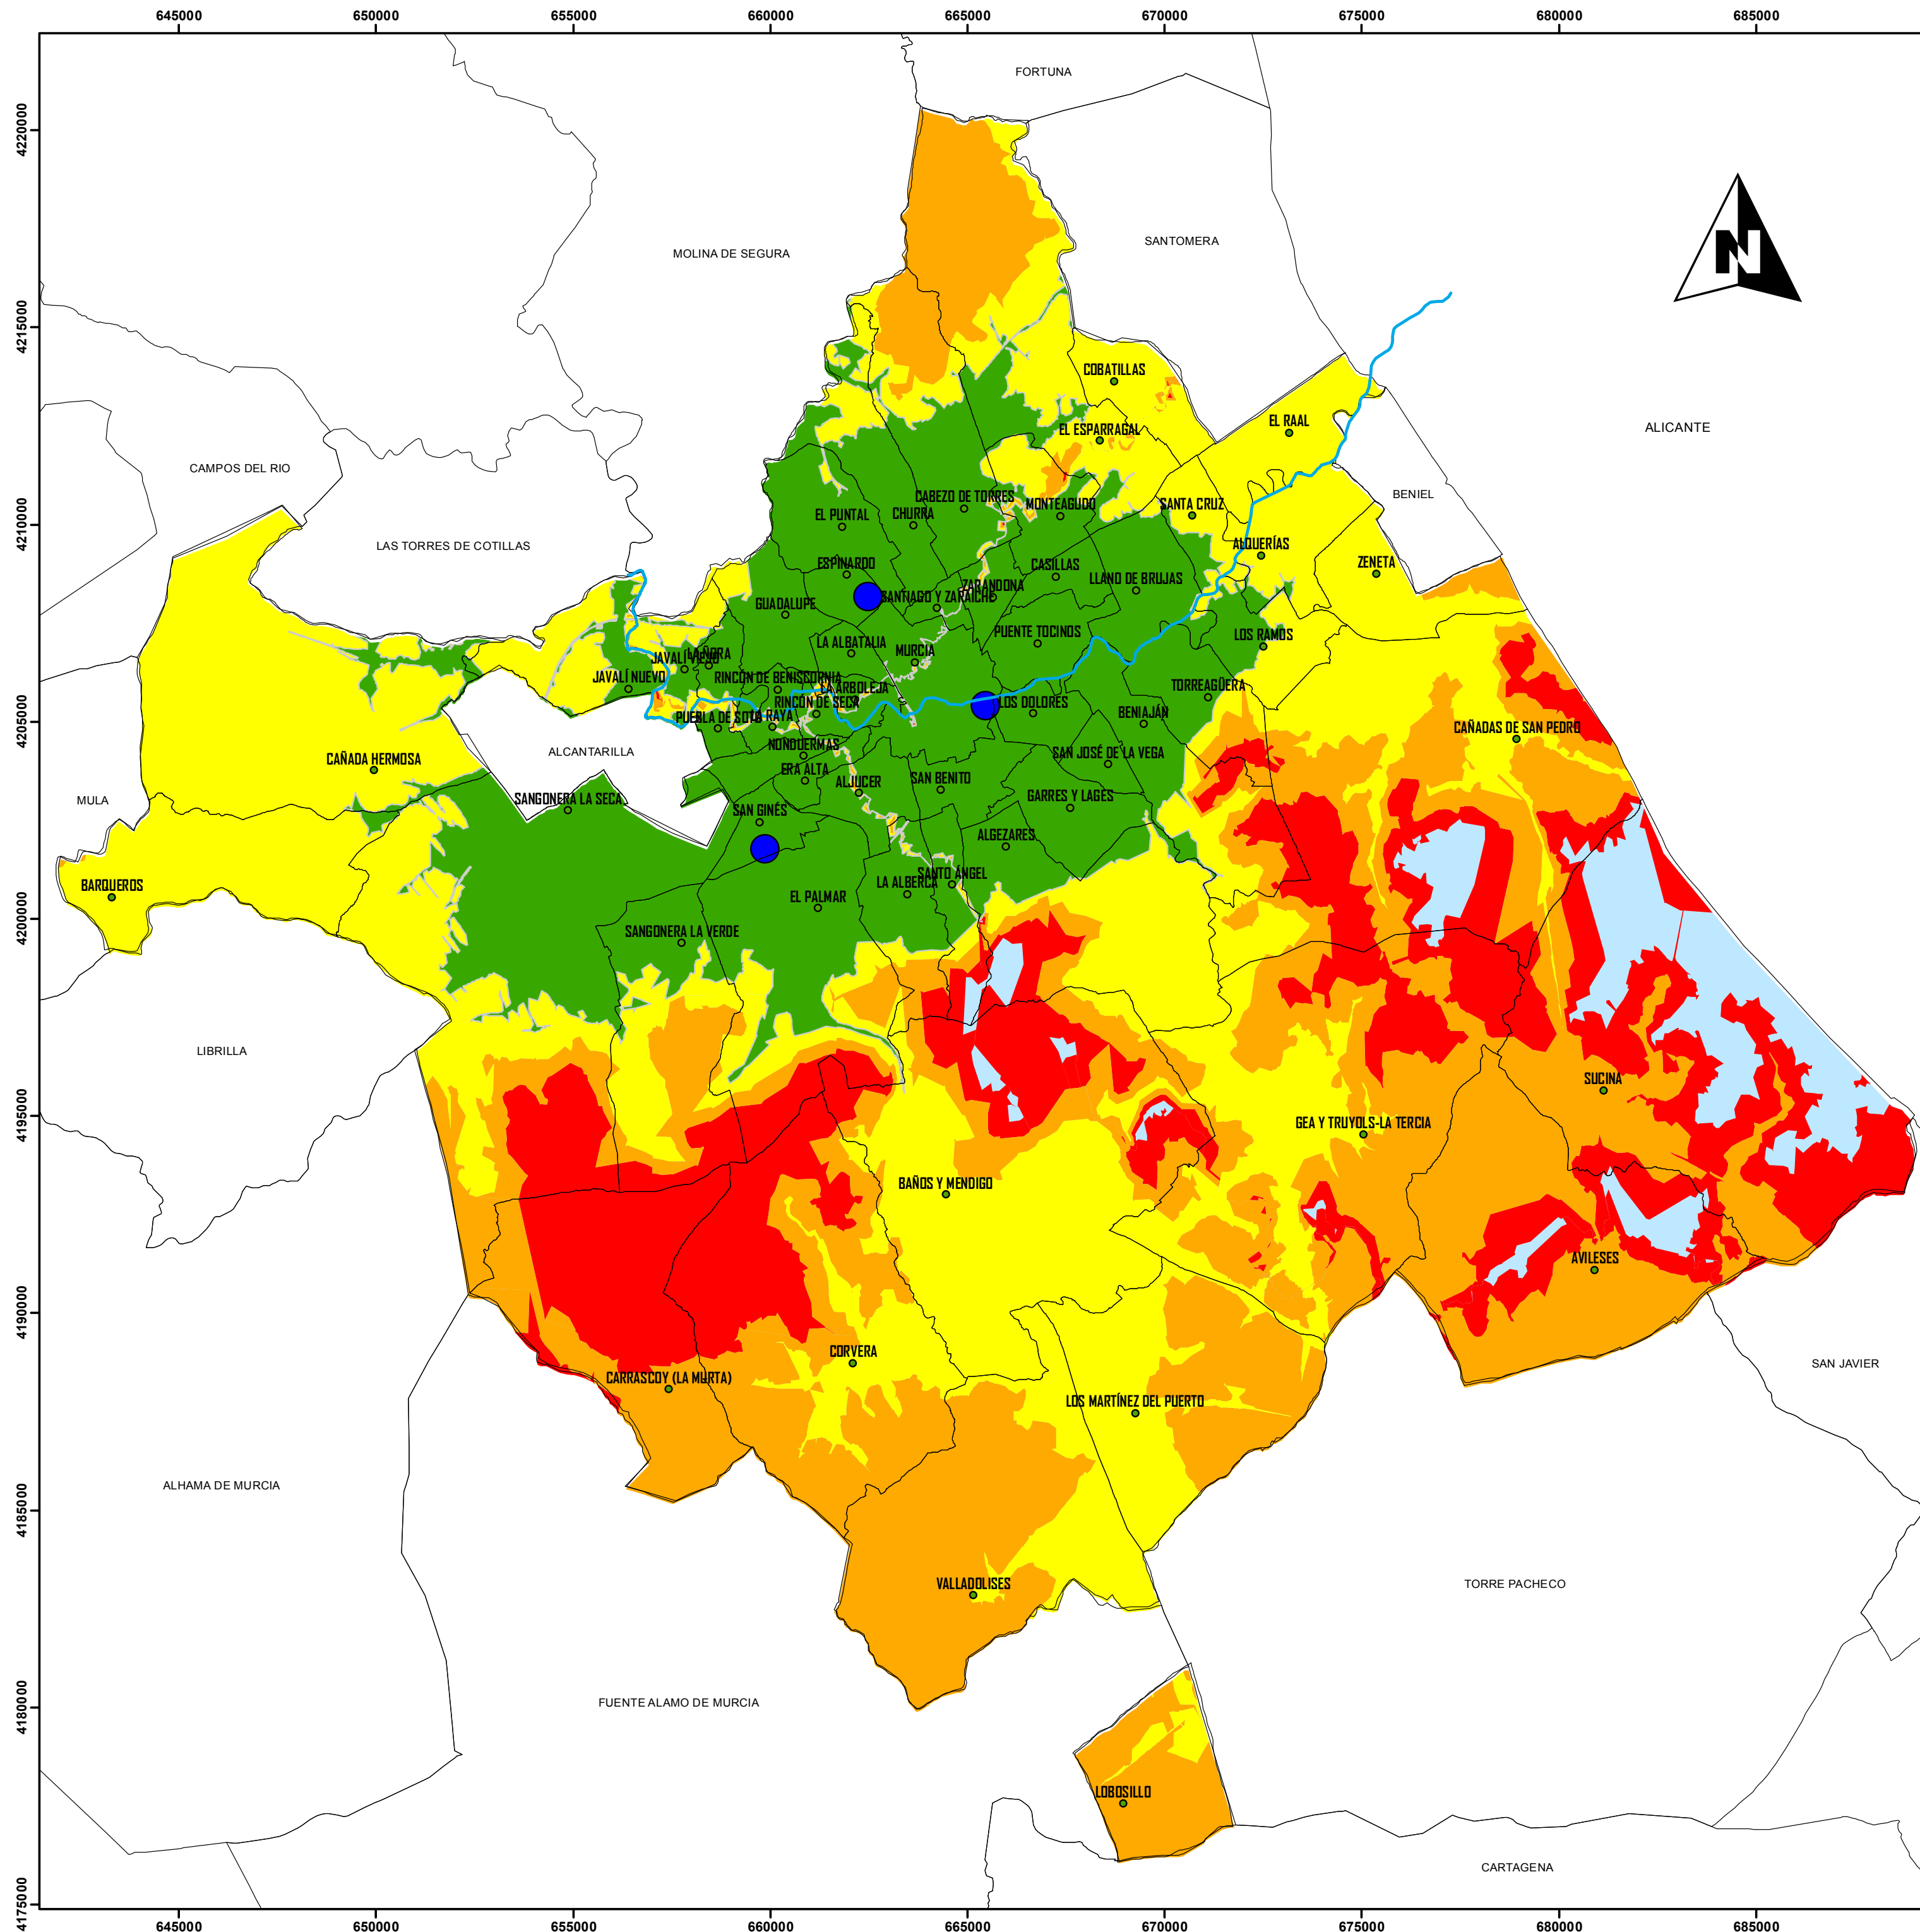 645000 650000 655000 660000 665000 670000 675000 680000 685000
FORTUNA
4220000
N
SANTOMERA
MOLINA DE SEGURA
4215000
COBATILLAS
EL RAAL
ALICANTE
EL ESPARRAGAL
CAMPOS DEL RIO
BENIEL
CABEZO DE TORRES
MONTEAGUDO
SANTA CRUZ
4210000
EL PUNTAL
CHURRA
LAS TORRES DE COTILLAS
ALQUERÍAS
ZENETA
ESPINARDO
CASILLAS
LLANO DE BRUJAS
ZARANDONA
SANTIAGO Y ZARAICHE
GUADALUPE
PUENTE TOCINOS
LOS RAMOS
LA ALBATALIA
MURCIA
LA ÑORA
JAVALÍ VIEJO
JAVALÍ NUEVO
RINCÓN DE BENISCORNIA
LA ARBOLEJA
TORREAGÜERA
RINCÓN DE SECA
LOS DOLORES
BENIAJÁN
4205000
PUEBLA DE SOTO
LA RAYA
CAÑADAS DE SAN PEDRO
NONDUERMAS
ALCANTARILLA
SAN JOSÉ DE LA VEGA
CAÑADA HERMOSA
ERA ALTA
ALJUCER
SAN BENITO
MULA
SANGONERA LA SECA
GARRES Y LAGES
SAN GINÉS
ALGEZARES
BARQUEROS
SANTO ÁNGEL
LA ALBERCA
EL PALMAR
4200000
SANGONERA LA VERDE
LIBRILLA
SUCINA
4195000
GEA Y TRUYOLS-LA TERCIA
BAÑOS Y MENDIGO
AVILESES
4190000
CORVERA
SAN JAVIER
CARRASCOY (LA MURTA)
LOS MARTÍNEZ DEL PUERTO
ALHAMA DE MURCIA
4185000
VALLADOLISES
TORRE PACHECO
FUENTE ALAMO DE MURCIA
4180000
LOBOSILLO
CARTAGENA
4175000
645000 650000 655000 660000 665000 670000 675000 680000 685000